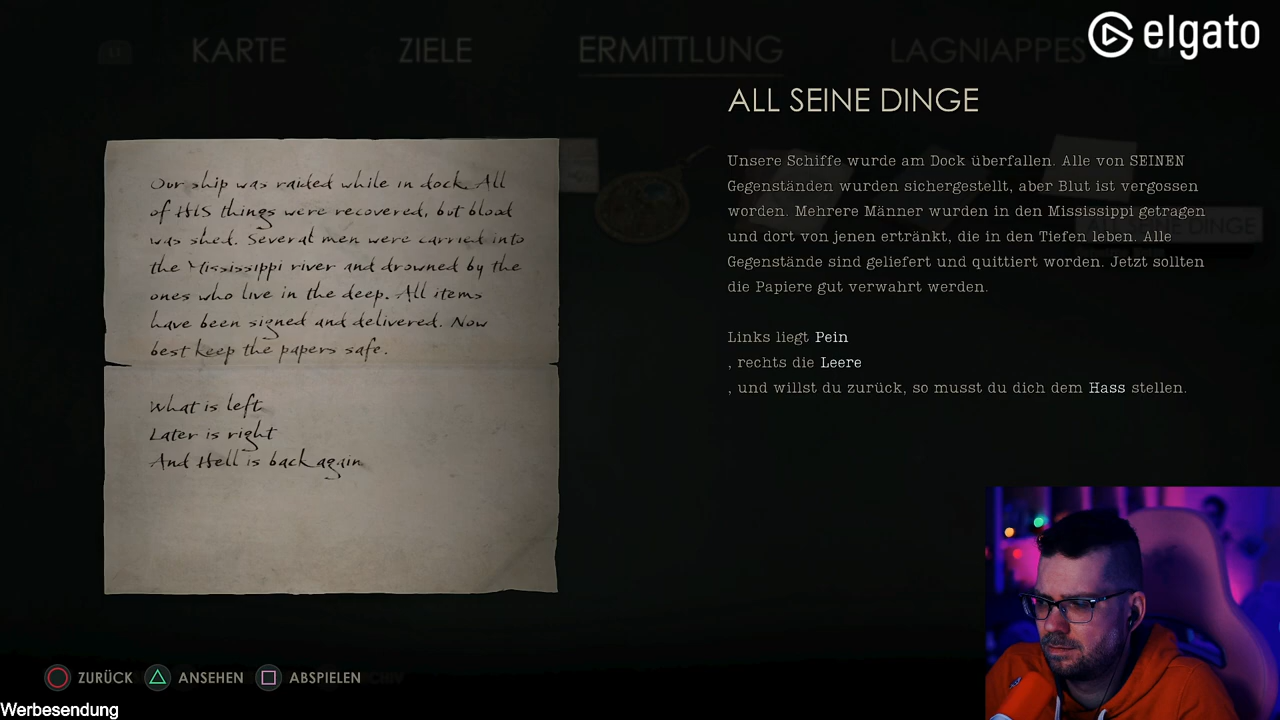 KARTE
ZIELE
ERMITTLUNG
LAGNIAPPES
elgato
ALL SEINE DINGE
Our ship was raided while in dock. All
of HIS things were recovered, but blood
was shed. Several men were carried into
the Mississippi river and drowned by the
ones who live in the deep. All items
have been signed and delivered. Now
best keep the papers safe.
What is left
Later is right
And Hell is back again
Unsere Schiffe wurde am Dock überfallen. Alle von SEINEN
Gegenständen wurden sichergestellt, aber Blut ist vergossen
worden. Mehrere Männer wurden in den Mississippi getragen
und dort von jenen ertränkt, die in den Tiefen leben. Alle
Gegenstände sind geliefert und quittiert worden. Jetzt sollten
die Papiere gut verwahrt werden.
Links liegt Pein
, rechts die Leere
, und willst du zurück, so musst du dich dem Hass stellen.
ALL SEINE DINGE
ZURÜCK
ANSEHEN
ABSPIELEN
Werbesendung